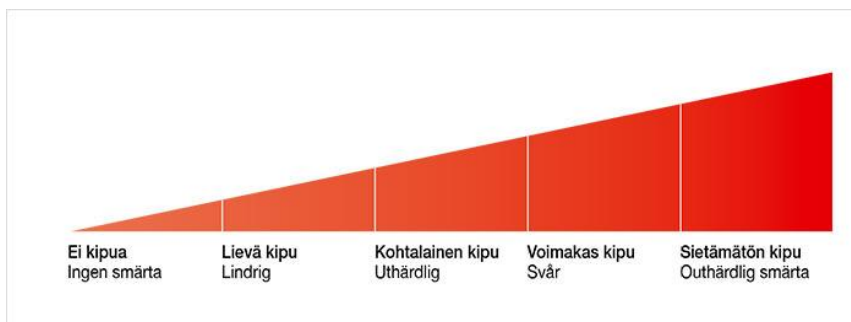 Ei kipua
Ingen smärta
Lievä kipu
Lindrig
Kohtalainen kipu
Uthärdlig
Voimakas kipu
Svår
Sietämätön kipu
Outhärdlig smärta